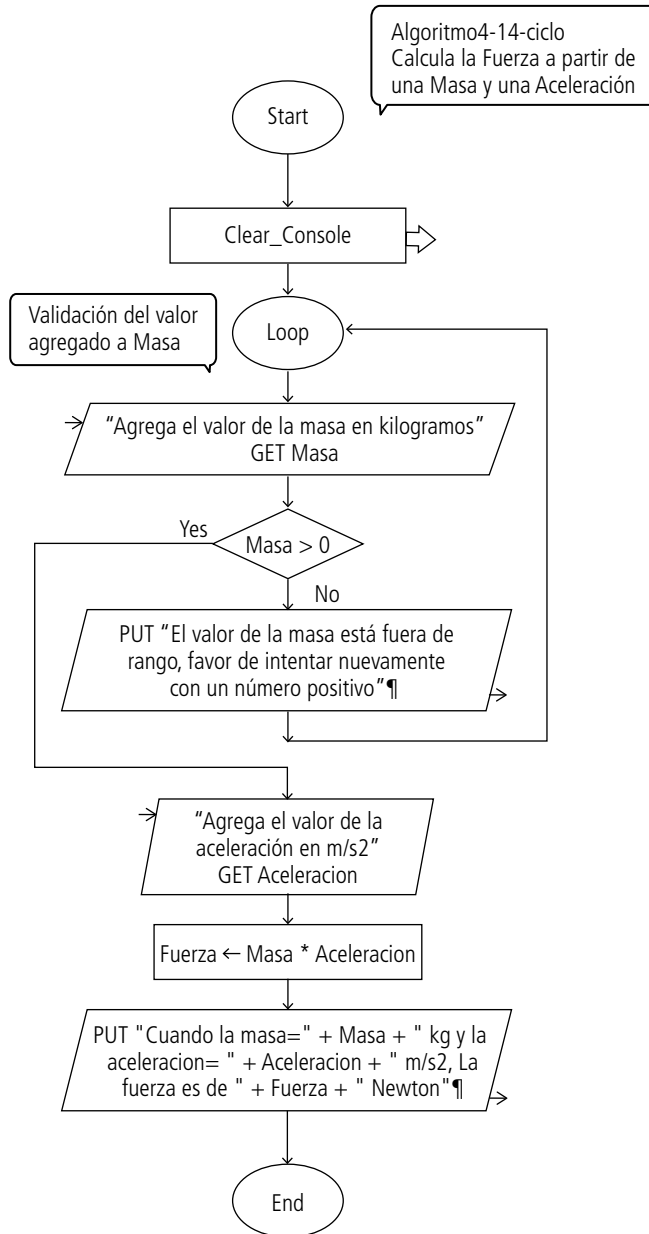 Algoritmo4-14-ciclo
Calcula la Fuerza a partir de
una Masa y una Aceleración
Start
Clear_Console
Validación del valor
agregado a Masa
Loop
“Agrega el valor de la masa en kilogramos”
GET Masa
Yes
Masa > 0
No
PUT “El valor de la masa está fuera de
rango, favor de intentar nuevamente
con un número positivo”¶
“Agrega el valor de la
aceleración en m/s2”
GET Aceleracion
Fuerza ← Masa * Aceleracion
PUT "Cuando la masa=" + Masa + " kg y la
aceleracion= " + Aceleracion + " m/s2, La
fuerza es de " + Fuerza + " Newton"¶
End